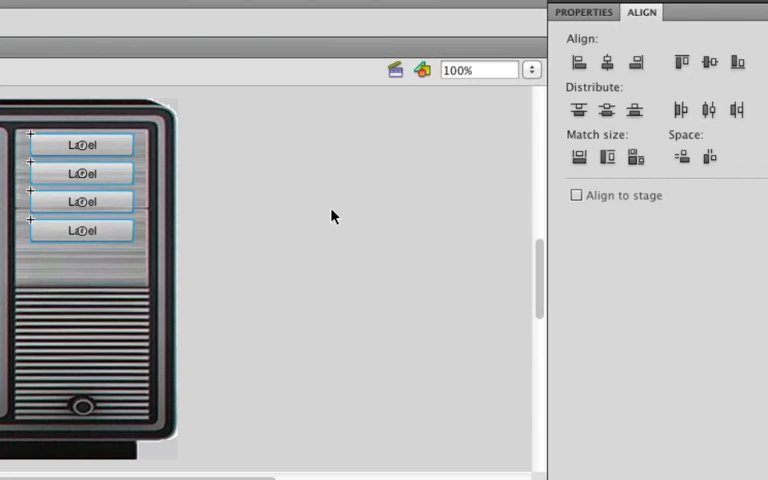 PROPERTIES ALIGN
Align:
100%
Distribute:
Match size: Space:
Label
Label
Align to stage
Label
Label